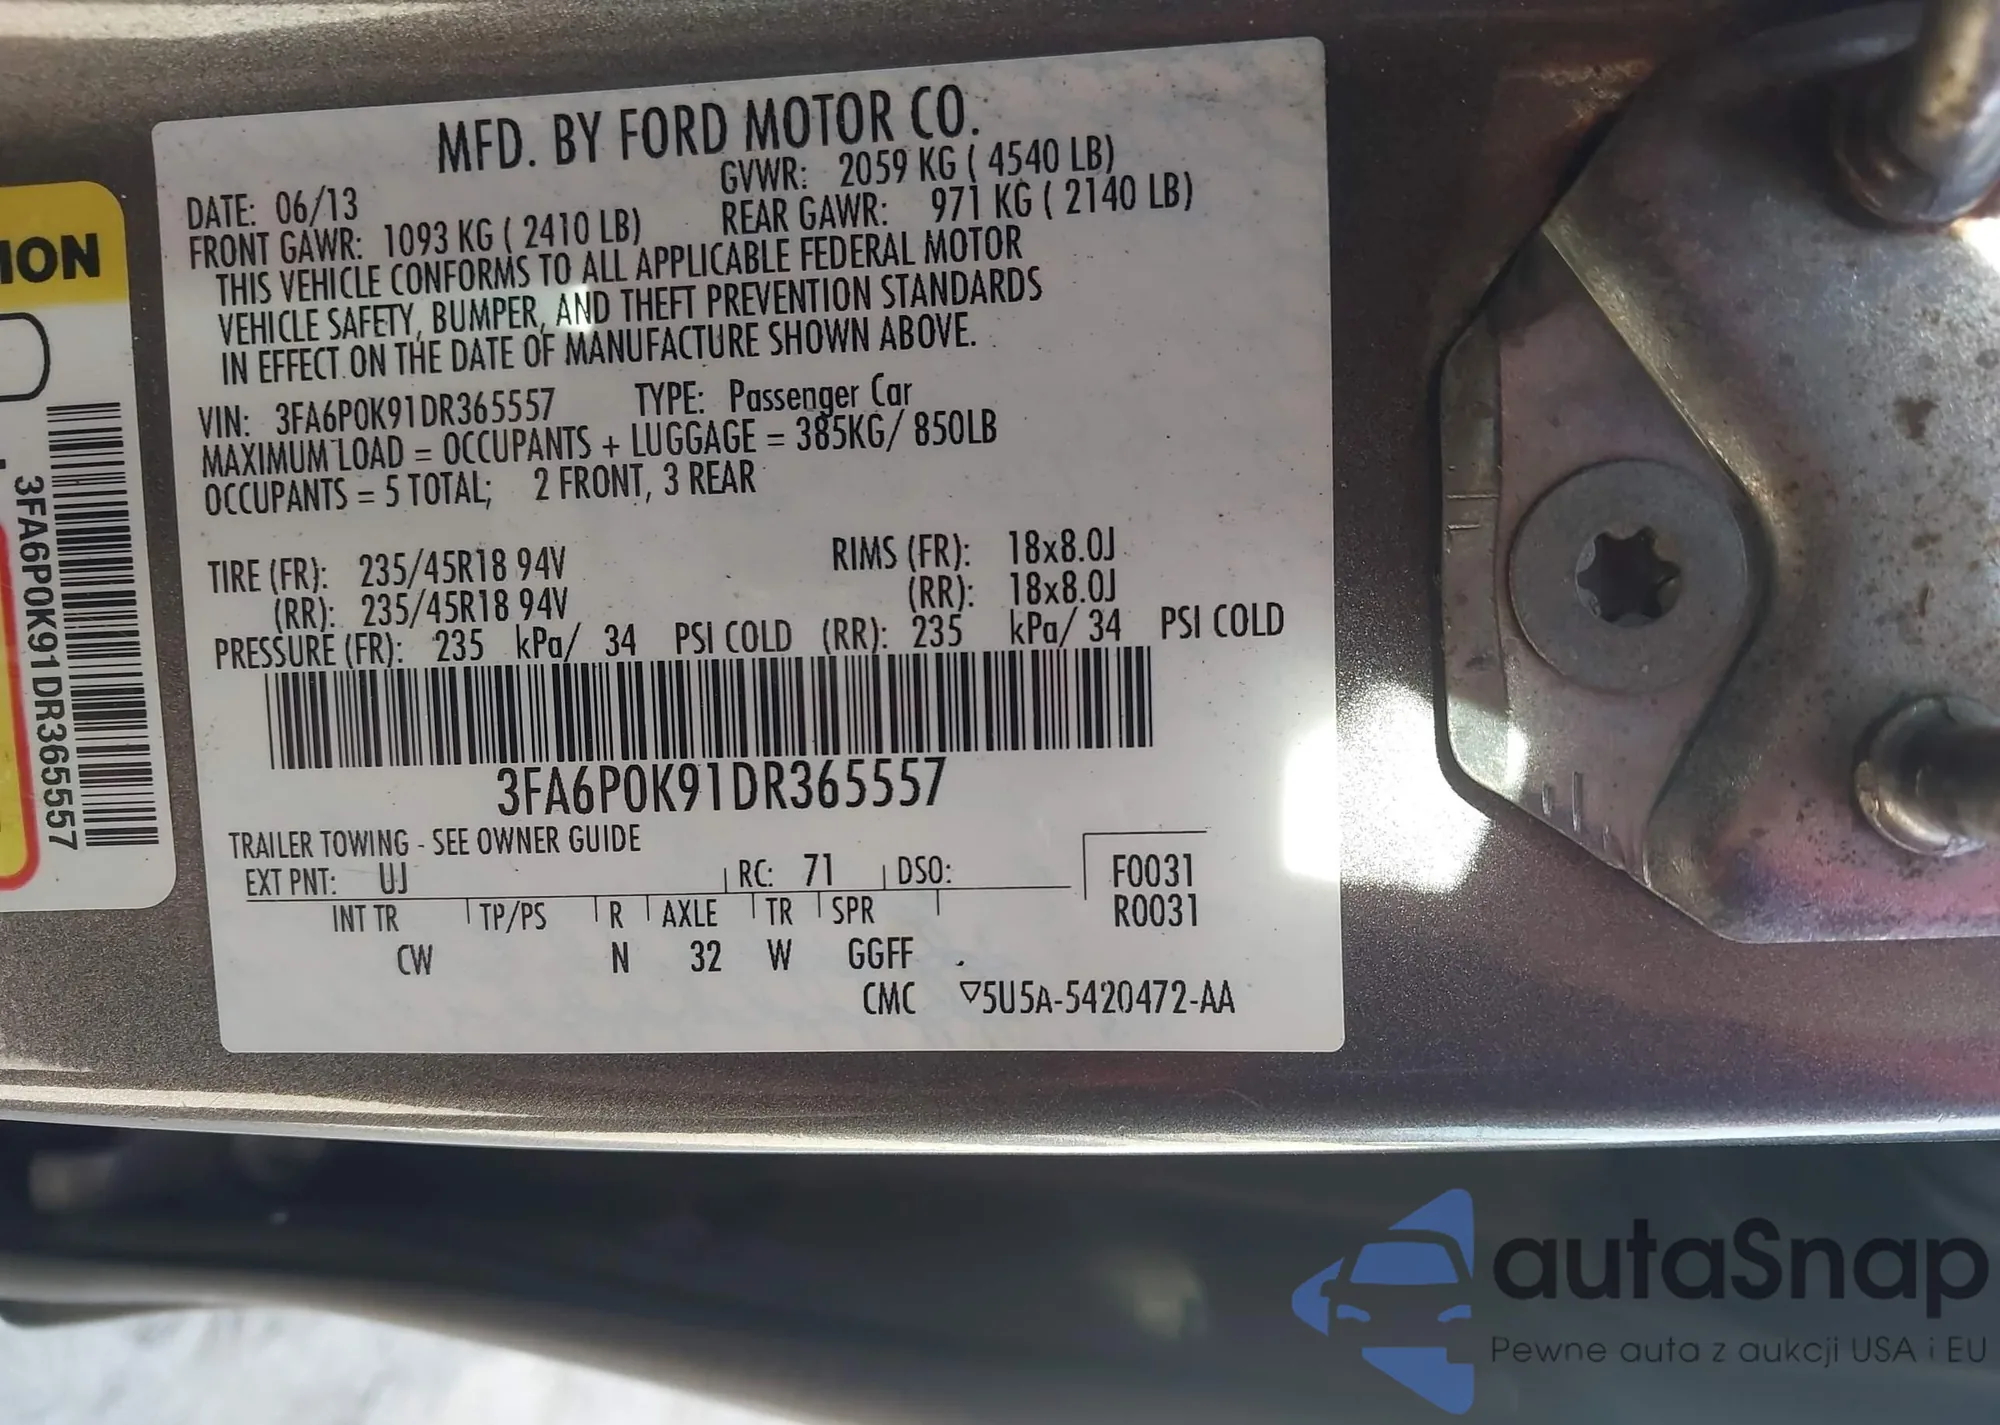 MFD. BY FORD MOTOR CO.
DATE: 06/13 GVWR: 2059 KG ( 4540 LB)
FRONT GAWR: 1093 KG ( 2410 LB) REAR GAWR: 971 KG ( 2140 LB)
THIS VEHICLE CONFORMS TO ALL APPLICABLE FEDERAL MOTOR
VEHICLE SAFETY, BUMPER, AND THEFT PREVENTION STANDARDS
IN EFFECT ON THE DATE OF MANUFACTURE SHOWN ABOVE.
VIN: 3FA6P0K91DR365557 TYPE: Passenger Car
MAXIMUM LOAD = OCCUPANTS + LUGGAGE = 385KG/ 850LB
OCCUPANTS = 5 TOTAL; 2 FRONT, 3 REAR
TIRE (FR): 235/45R18 94V RIMS (FR): 18x8.0J
(RR): 235/45R18 94V (RR): 18x8.0J
PRESSURE (FR): 235 kPa/ 34 PSI COLD (RR): 235 kPa/ 34 PSI COLD
3FA6P0K91DR365557
TRAILER TOWING - SEE OWNER GUIDE
EXT PNT: UJ RC: 71 DSO: F0031
INT TR TP/PS R AXLE TR SPR R0031
CW N 32 W GGFF .
CMC ▽5U5A-5420472-AA
ION
3FA6P0K91DR365557
autaSnap
Pewne auta z aukcji USA i EU